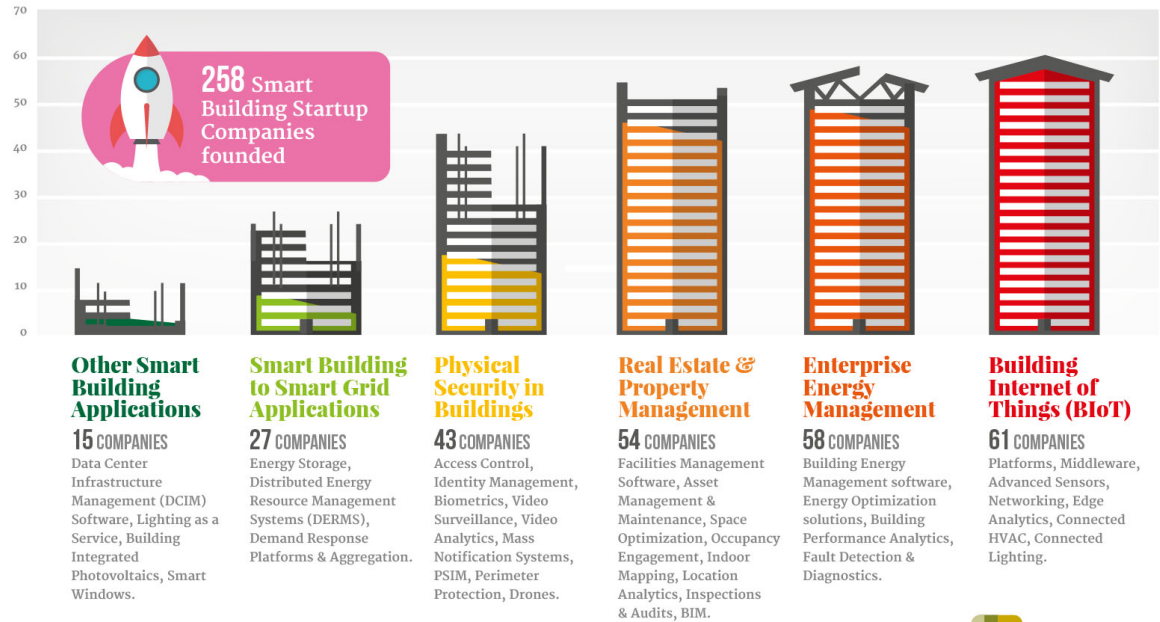 70
60
50
40
30
20
10
0
258 Smart
Building Startup
Companies
founded
Other Smart
Building
Applications
15 COMPANIES
Data Center
Infrastructure
Management (DCIM)
Software, Lighting as a
Service, Building
Integrated
Photovoltaics, Smart
Windows.
Smart Building
to Smart Grid
Applications
27 COMPANIES
Energy Storage,
Distributed Energy
Resource Management
Systems (DERMS),
Demand Response
Platforms & Aggregation.
Physical
Security in
Buildings
43 COMPANIES
Access Control,
Identity Management,
Biometrics, Video
Surveillance, Video
Analytics, Mass
Notification Systems,
PSIM, Perimeter
Protection, Drones.
Real Estate &
Property
Management
54 COMPANIES
Facilities Management
Software, Asset
Management &
Maintenance, Space
Optimization, Occupancy
Engagement, Indoor
Mapping, Location
Analytics, Inspections
& Audits, BIM.
Enterprise
Energy
Management
58 COMPANIES
Building Energy
Management software,
Energy Optimization
solutions, Building
Performance Analytics,
Fault Detection &
Diagnostics.
Building
Internet of
Things (BIoT)
61 COMPANIES
Platforms, Middleware,
Advanced Sensors,
Networking, Edge
Analytics, Connected
HVAC, Connected
Lighting.